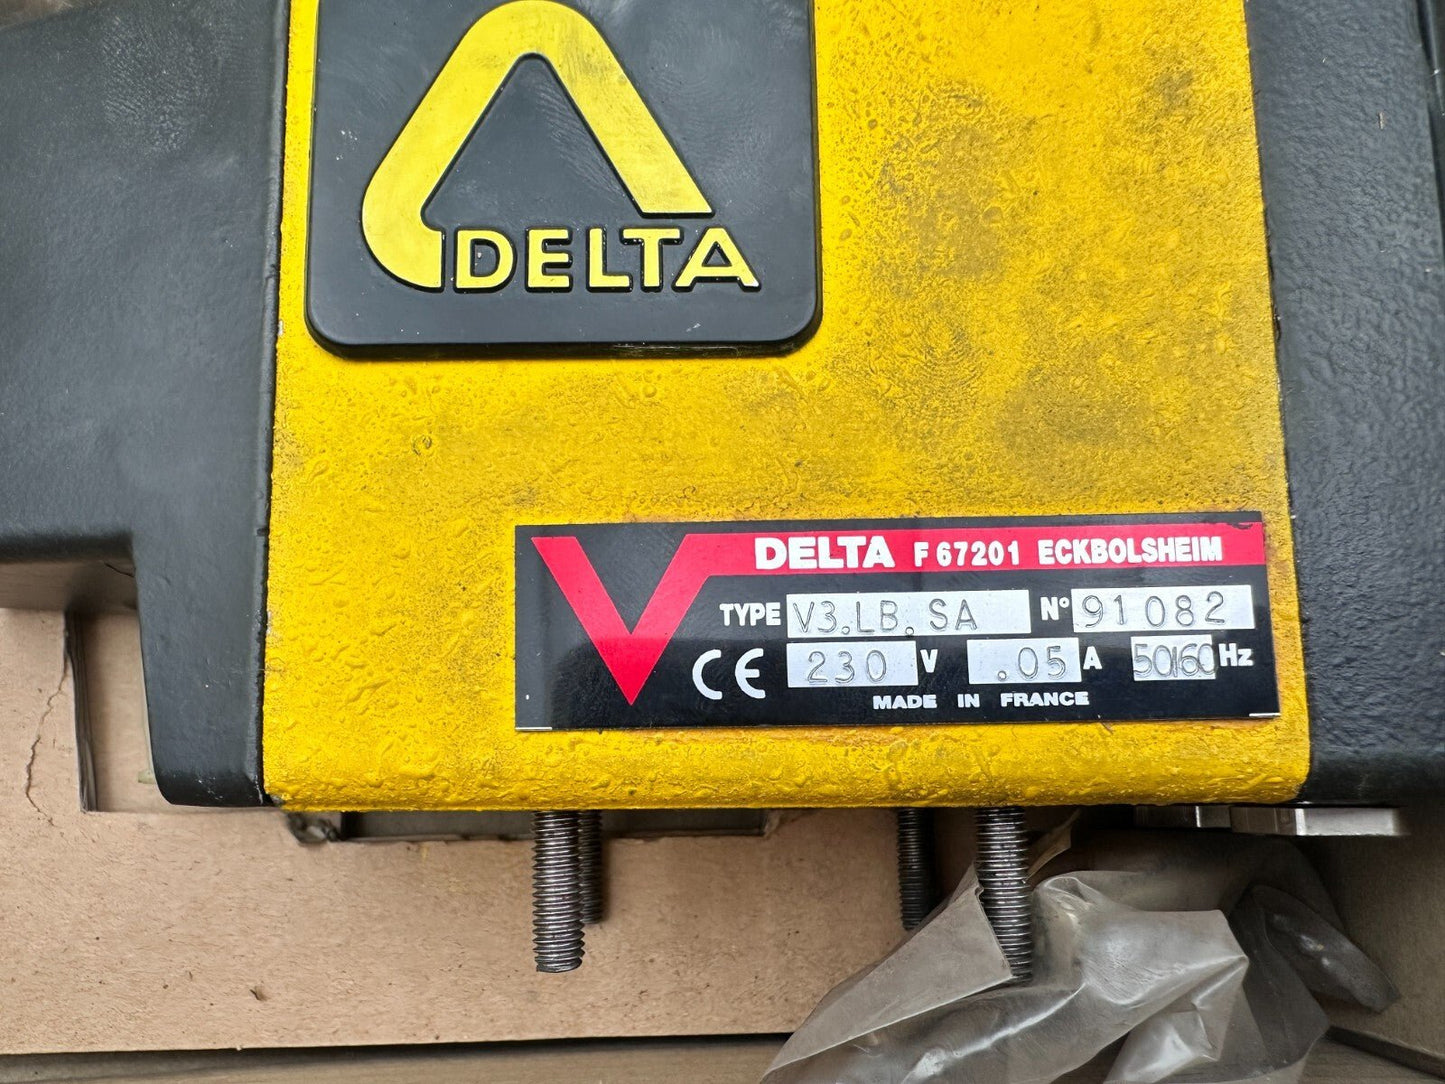 DELTA
DELTA F 67201 ECKBOLSHEIM
TYPE V3.LB.SA N° 91082
CE 230 V .05 A 50/60 Hz
MADE IN FRANCE